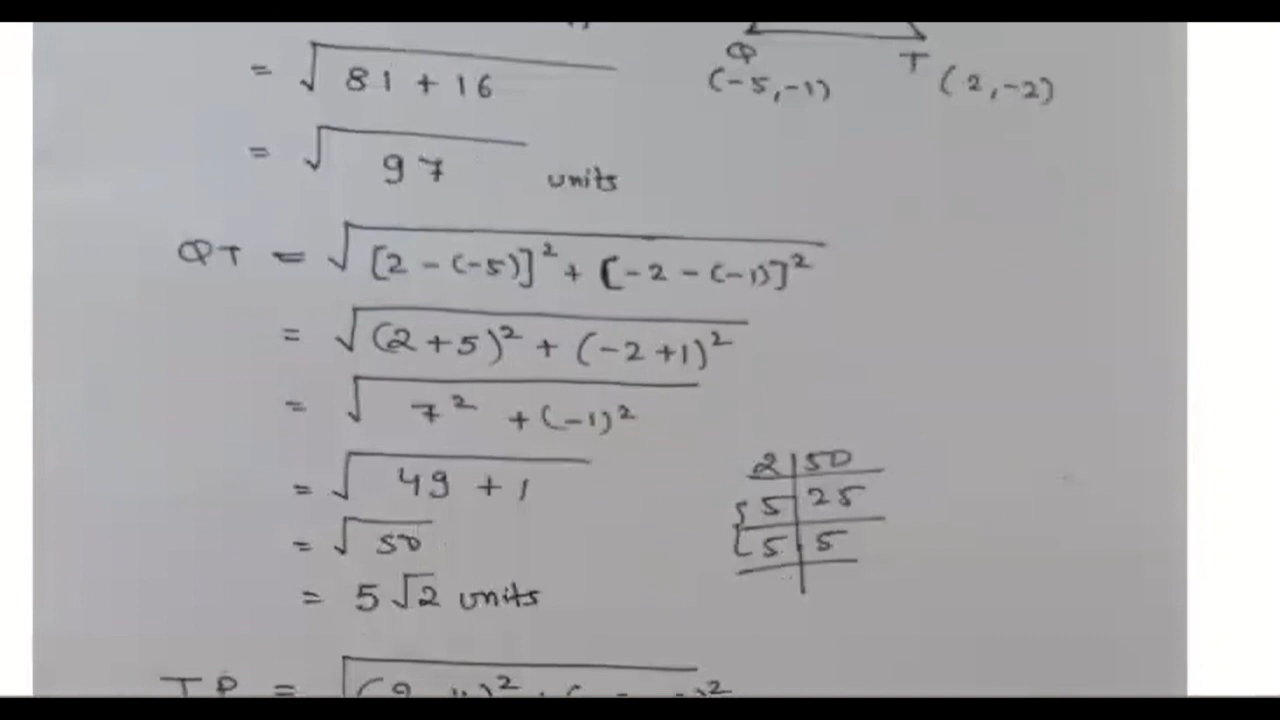 = √81 + 16
Q T
(-5,-1) (2,-2)
= √97 units
QT = √[2 - (-5)]² + [-2 - (-1)]²
= √(2+5)² + (-2+1)²
= √7² + (-1)²
= √49 + 1
2 | 50
5 | 25
5 | 5
= √50
= 5√2 units